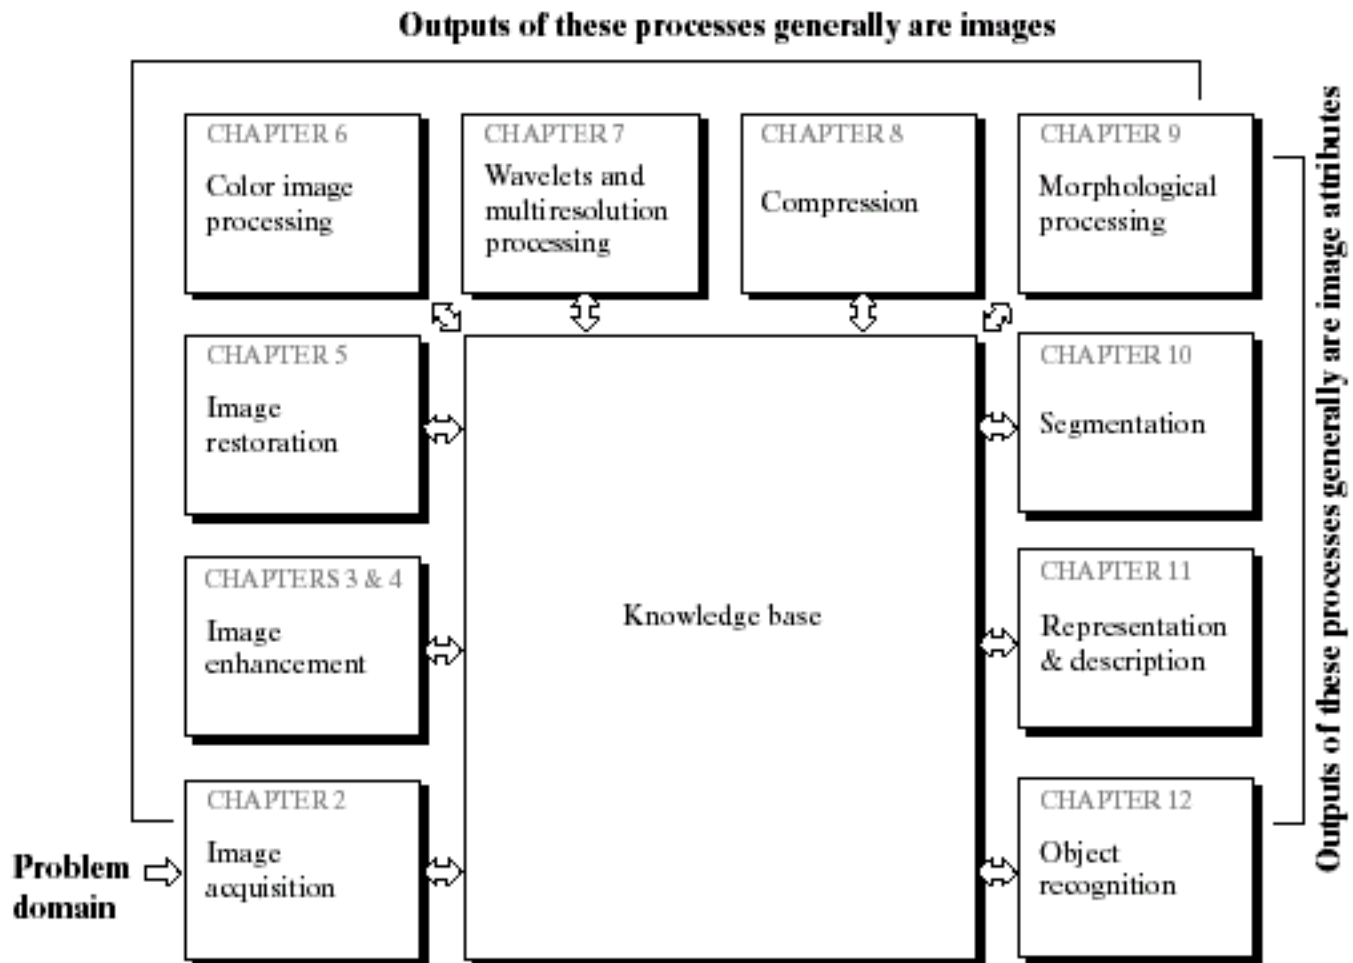 Outputs of these processes generally are images
CHAPTER 6
Color image
processing
CHAPTER 7
Wavelets and
multiresolution
processing
CHAPTER 8
Compression
CHAPTER 9
Morphological
processing
CHAPTER 5
Image
restoration
CHAPTER 10
Segmentation
CHAPTERS 3 & 4
Image
enhancement
Knowledge base
CHAPTER 11
Representation
& description
CHAPTER 2
Image
acquisition
CHAPTER 12
Object
recognition
Problem
domain
Outputs of these processes generally are image attributes